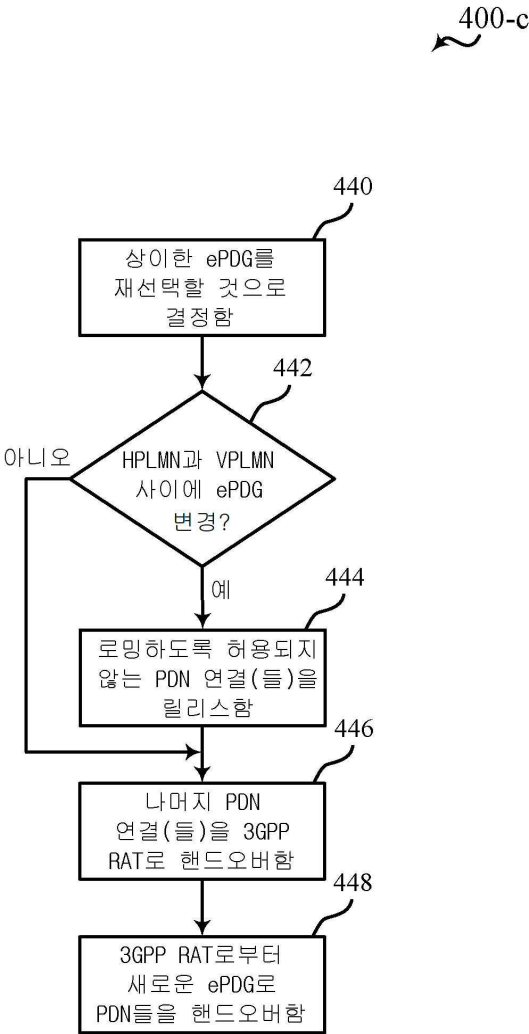 400-c
440
상이한 ePDG를
재선택할 것으로
결정함
442
아니오
HPLMN과 VPLMN
사이에 ePDG
변경?
예
444
로밍하도록 허용되지
않는 PDN 연결(들)을
릴리스함
446
나머지 PDN
연결(들)을 3GPP
RAT로 핸드오버함
448
3GPP RAT로부터
새로운 ePDG로
PDN들을 핸드오버함